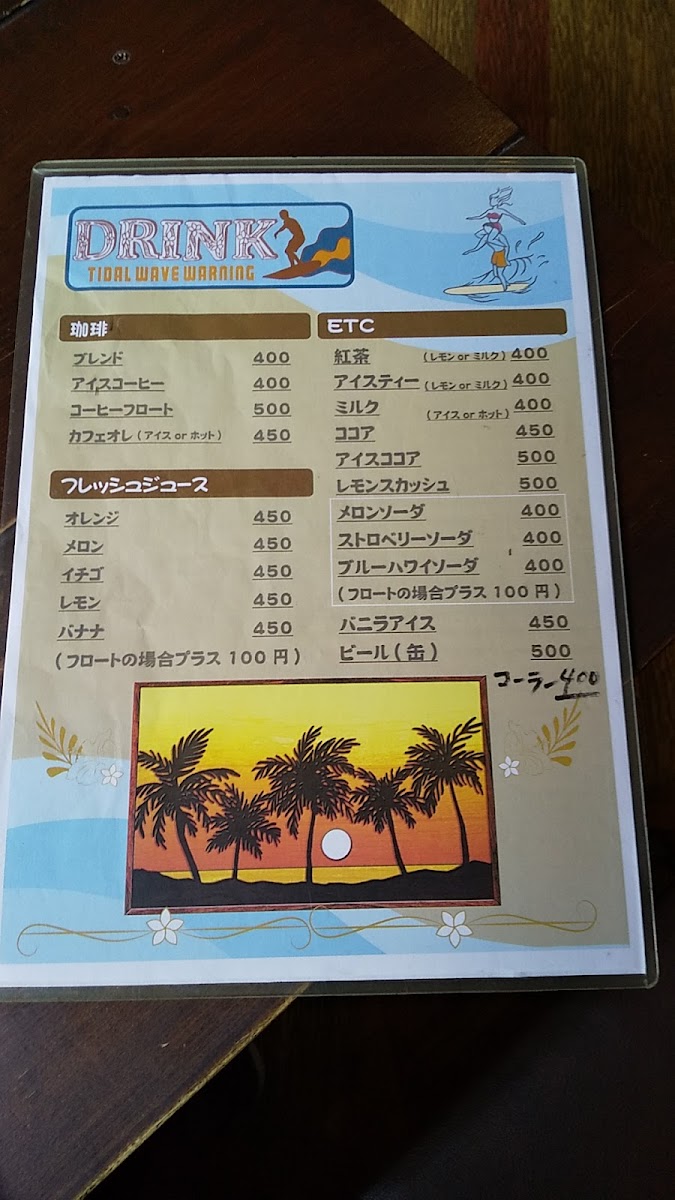 DRINK
TIDAL WAVE WARNING
珈琲
ブレンド 400
アイスコーヒー 400
コーヒーフロート 500
カフェオレ (アイス or ホット) 450
フレッシュジュース
オレンジ 450
メロン 450
イチゴ 450
レモン 450
バナナ 450
(フロートの場合プラス 100 円)
ETC
紅茶 (レモン or ミルク) 400
アイスティー (レモン or ミルク) 400
ミルク (アイス or ホット) 400
ココア 450
アイスココア 500
レモンスカッシュ 500
メロンソーダ 400
ストロベリーソーダ 400
ブルーハワイソーダ 400
(フロートの場合プラス 100 円)
バニラアイス 450
ビール (缶) 500
コーラー400